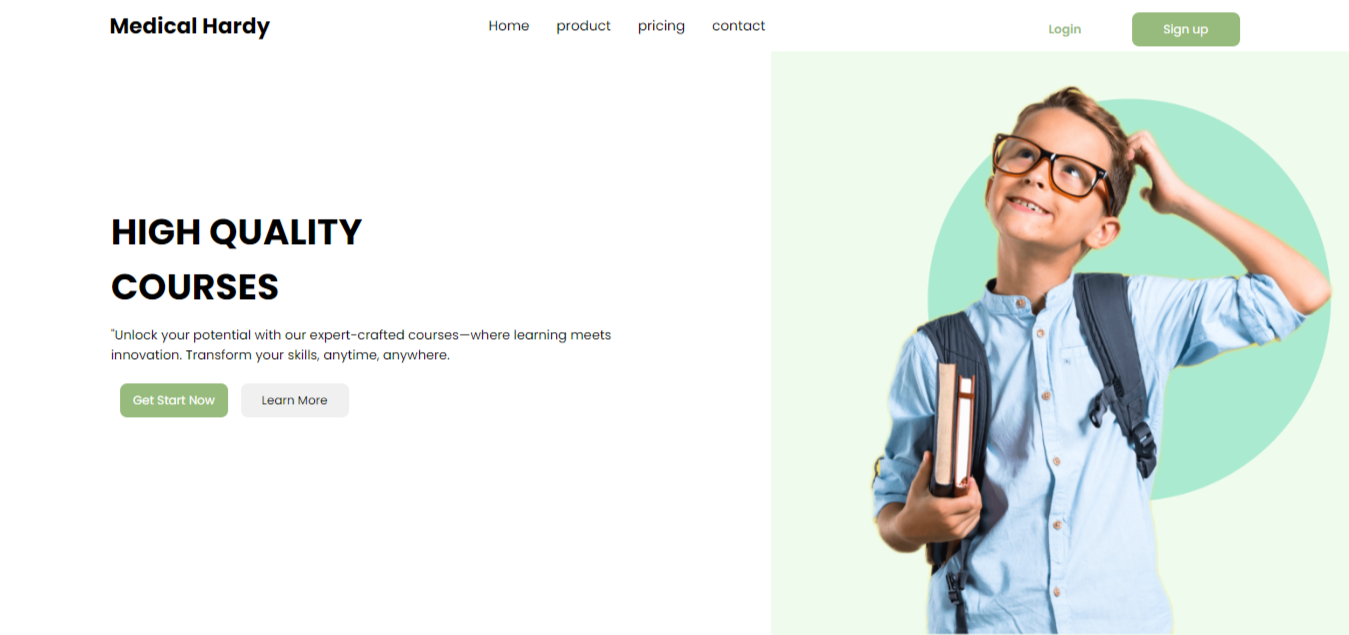 Medical Hardy
Home product pricing contact
Login
Sign up
HIGH QUALITY
COURSES
"Unlock your potential with our expert-crafted courses—where learning meets
innovation. Transform your skills, anytime, anywhere.
Get Start Now
Learn More